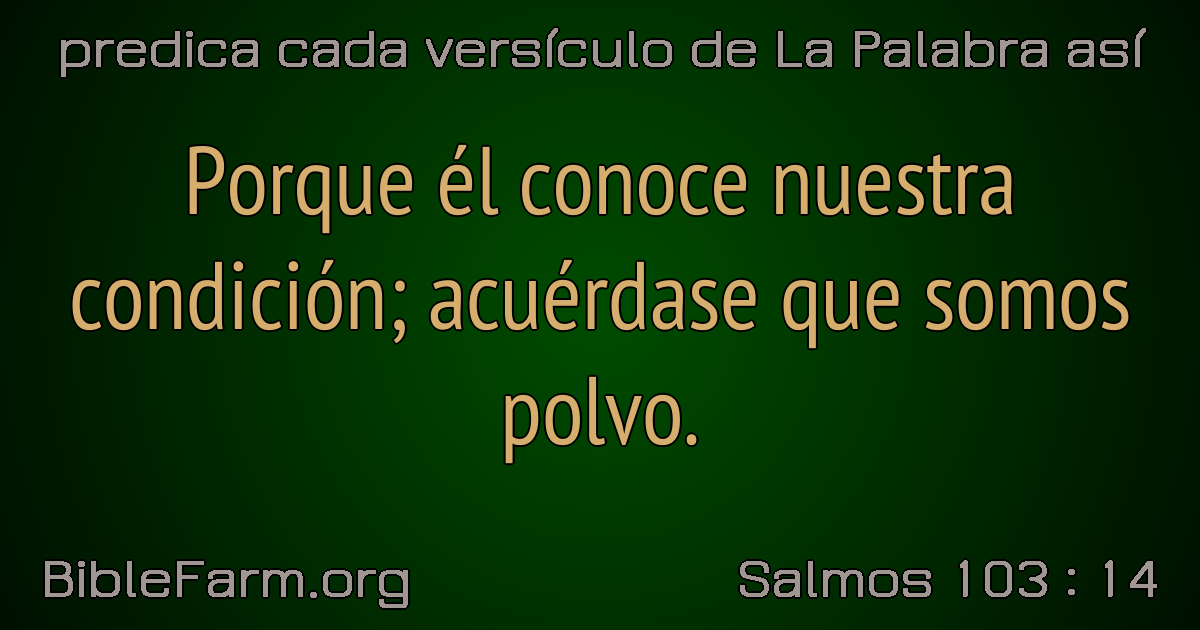 predica cada versículo de La Palabra así
Porque él conoce nuestra
condición; acuérdase que somos
polvo.
BibleFarm.org
Salmos 103 : 14